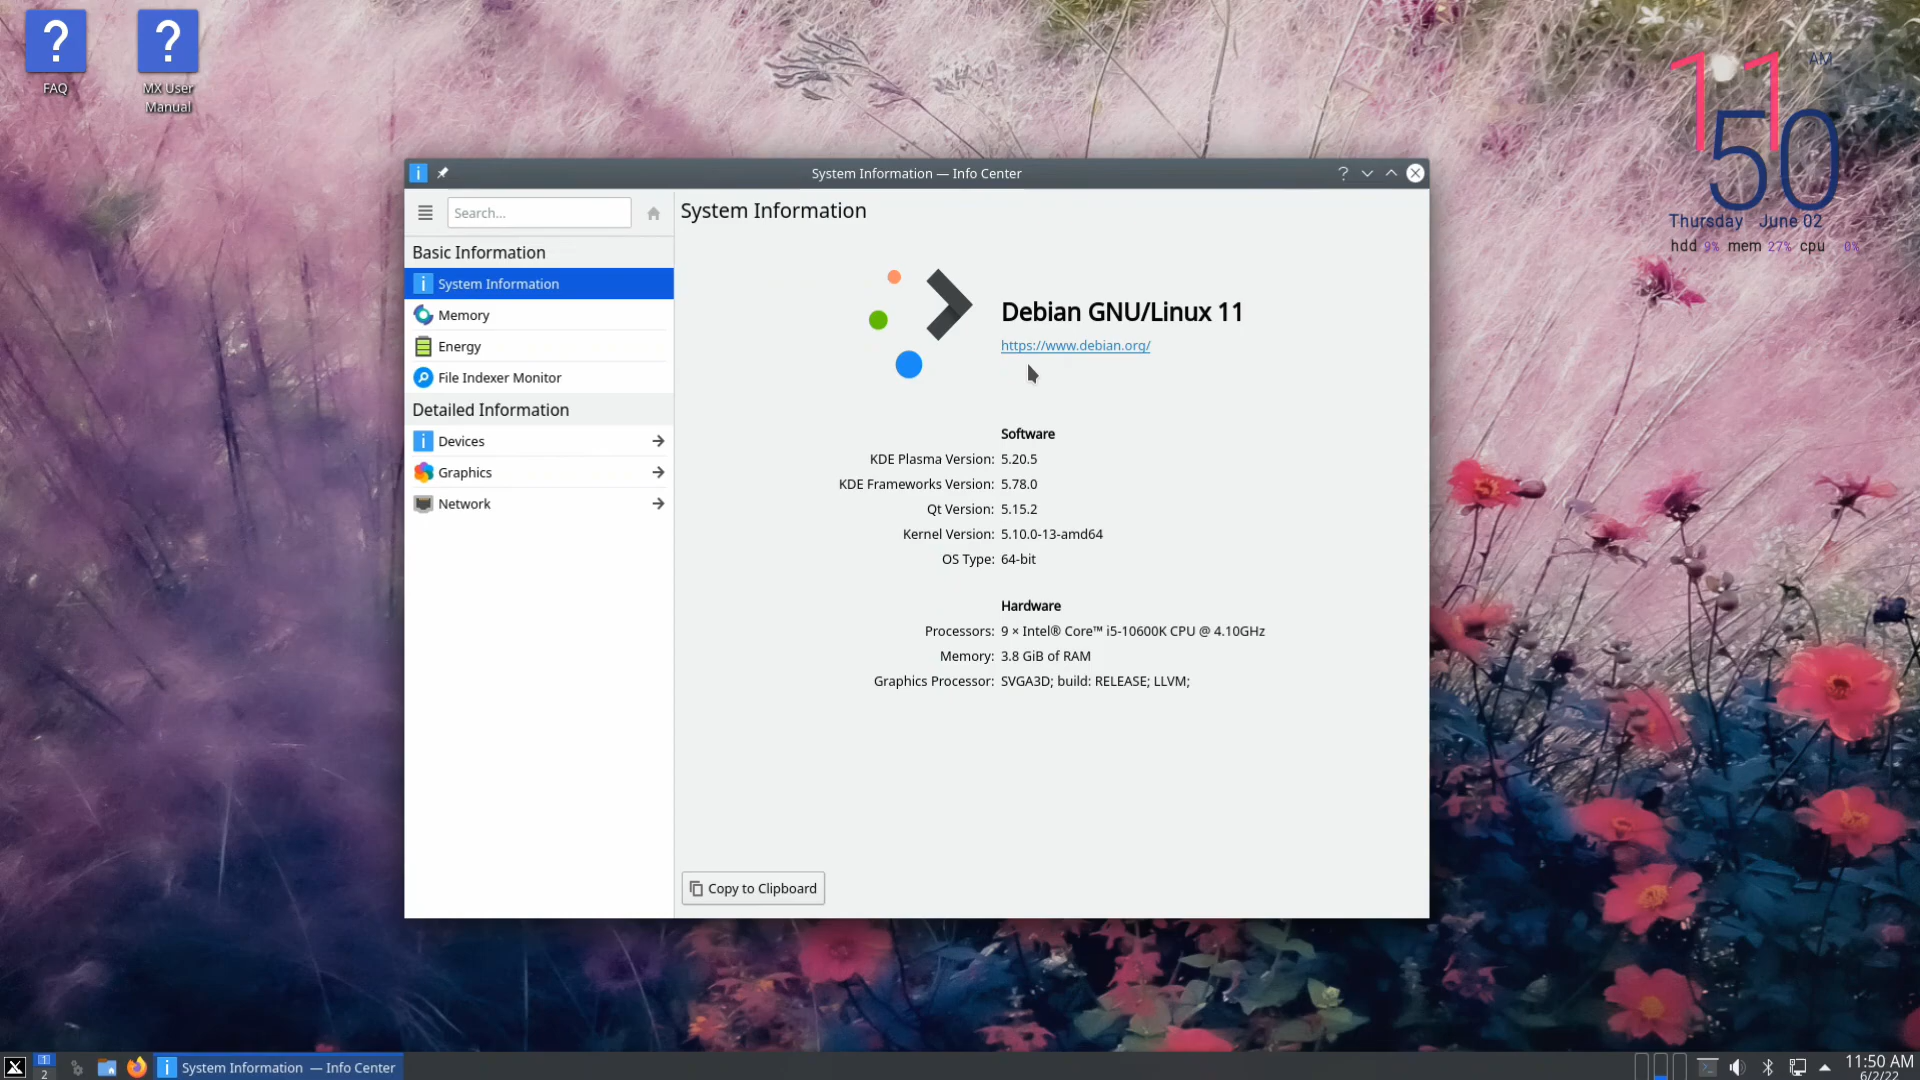 FAQ
MX User
Manual
11
AM
50
Thursday June 02
hdd 9% mem 27% cpu 0%
System Information — Info Center
Search...
System Information
Basic Information
System Information
Memory
Energy
File Indexer Monitor
Detailed Information
Devices
Graphics
Network
Debian GNU/Linux 11
https://www.debian.org/
Software
KDE Plasma Version: 5.20.5
KDE Frameworks Version: 5.78.0
Qt Version: 5.15.2
Kernel Version: 5.10.0-13-amd64
OS Type: 64-bit
Hardware
Processors: 9 × Intel® Core™ i5-10600K CPU @ 4.10GHz
Memory: 3.8 GiB of RAM
Graphics Processor: SVGA3D; build: RELEASE; LLVM;
Copy to Clipboard
1
2
System Information — Info Center
11:50 AM
6/2/22